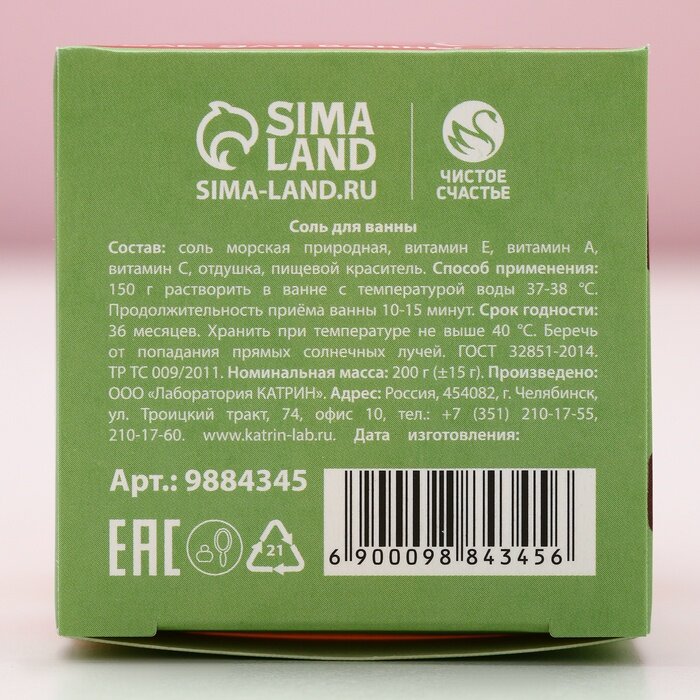 SIMA
LAND
SIMA-LAND.RU
ЧИСТОЕ
СЧАСТЬЕ
Соль для ванны
Состав: соль морская природная, витамин Е, витамин А,
витамин С, отдушка, пищевой краситель. Способ применения:
150 г растворить в ванне с температурой воды 37-38 °C.
Продолжительность приёма ванны 10-15 минут. Срок годности:
36 месяцев. Хранить при температуре не выше 40 °C. Беречь
от попадания прямых солнечных лучей. ГОСТ 32851-2014.
ТР ТС 009/2011. Номинальная масса: 200 г (±15 г). Произведено:
ООО «Лаборатория КАТРИН». Адрес: Россия, 454082, г. Челябинск,
ул. Троицкий тракт, 74, офис 10, тел.: +7 (351) 210-17-55,
210-17-60. www.katrin-lab.ru. Дата изготовления:
Арт.: 9884345
EAC
21
6 900098 843456